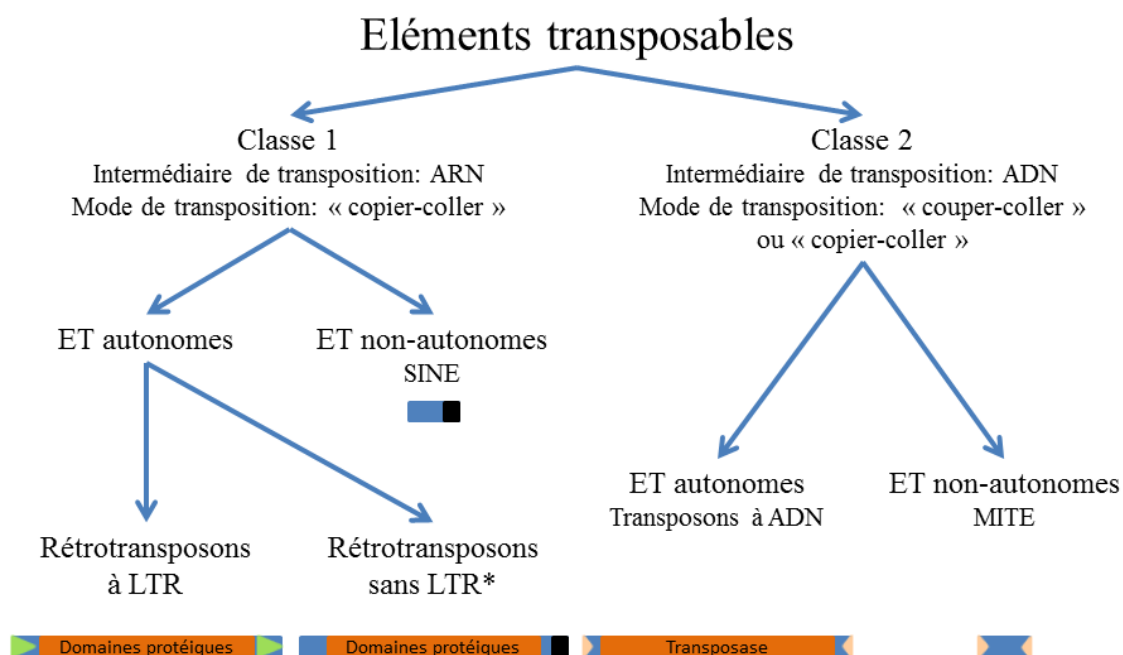 Eléments transposables
Classe 1
Intermédiaire de transposition: ARN
Mode de transposition: « copier-coller »
Classe 2
Intermédiaire de transposition: ADN
Mode de transposition: « couper-coller »
ou « copier-coller »
ET autonomes
ET non-autonomes
SINE
ET autonomes
Transposons à ADN
ET non-autonomes
MITE
Rétrotransposons
à LTR
Rétrotransposons
sans LTR*
Domaines protéiques
Domaines protéiques
Transposase